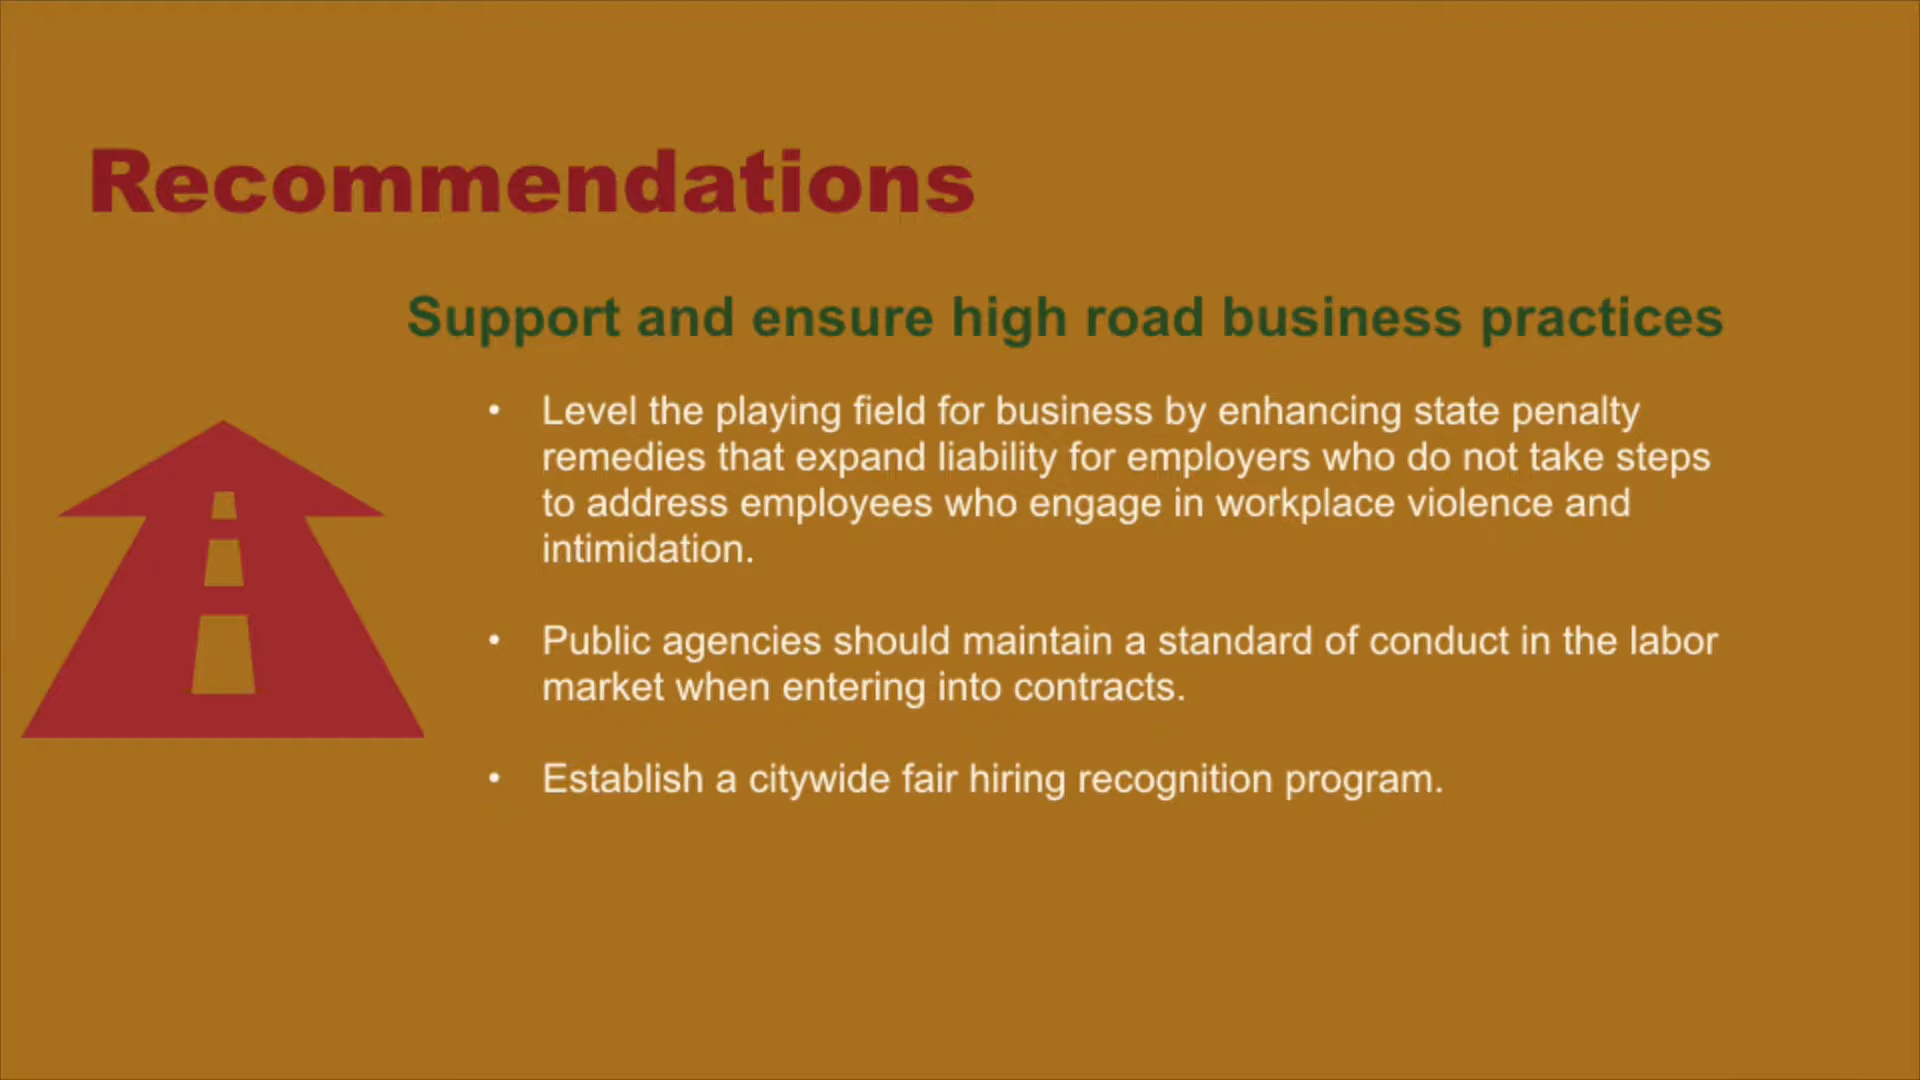 Recommendations
Support and ensure high road business practices
• Level the playing field for business by enhancing state penalty
remedies that expand liability for employers who do not take steps
to address employees who engage in workplace violence and
intimidation.
• Public agencies should maintain a standard of conduct in the labor
market when entering into contracts.
• Establish a citywide fair hiring recognition program.